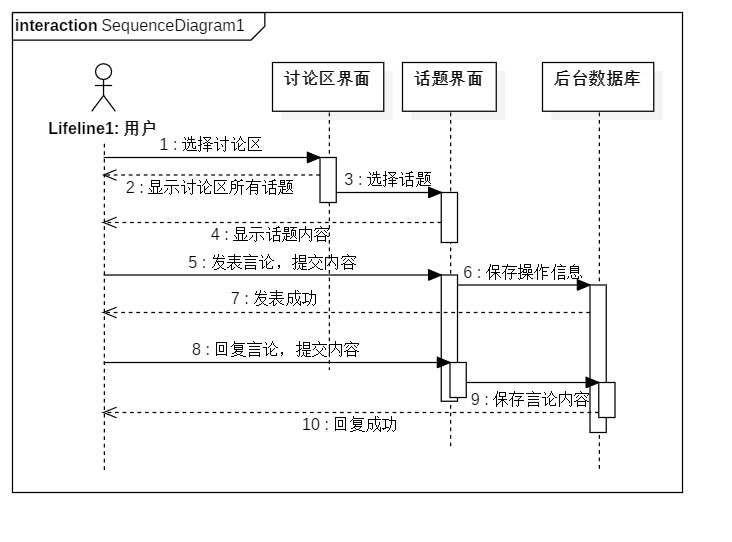 interaction SequenceDiagram1
讨论区界面
话题界面
后台数据库
Lifeline1: 用户
1 : 选择讨论区
2 : 显示讨论区所有话题
3 : 选择话题
4 : 显示话题内容
5 : 发表言论，提交内容
6 : 保存操作信息
7 : 发表成功
8 : 回复言论，提交内容
9 : 保存言论内容
10 : 回复成功